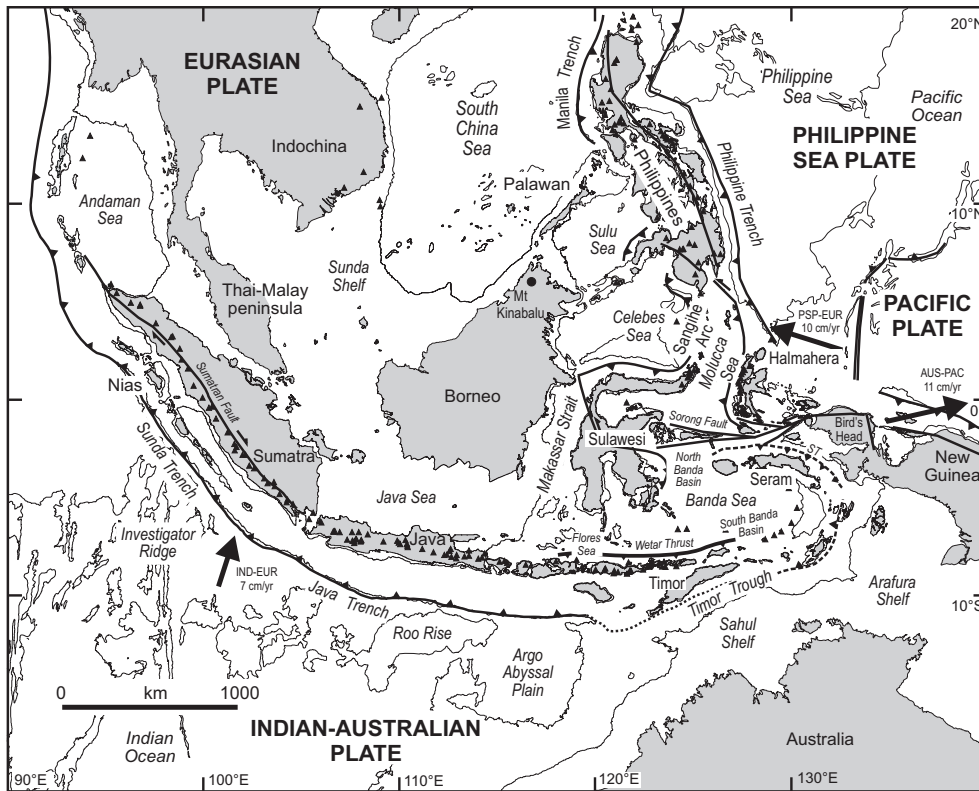 20°N
EURASIAN
PLATE
Manila Trench
Philippine
Sea
Pacific
Ocean
South
China
Sea
Indochina
PHILIPPINE
SEA PLATE
Philippines
Philippine Trench
Palawan
Andaman
Sea
10°N
Sulu
Sea
Sunda
Shelf
Thai-Malay
peninsula
Mt
Kinabalu
PACIFIC
PLATE
Celebes
Sea
Sangihe
Arc
Molucca
Sea
PSP-EUR
10 cm/yr
Halmahera
AUS-PAC
11 cm/yr
Nias
Sumatran Fault
Borneo
Makassar Strait
0
Sorong Fault
Bird's
Head
Sulawesi
Sunda Trench
Sumatra
ST
New
Guinea
North
Banda
Basin
Seram
Java Sea
Banda Sea
Investigator
Ridge
South Banda
Basin
Java
Flores
Sea
Wetar Thrust
IND-EUR
7 cm/yr
Timor
Timor Trough
Arafura
Shelf
Java Trench
10°S
Sahul
Shelf
Roo Rise
Argo
Abyssal
Plain
0 km 1000
INDIAN-AUSTRALIAN
PLATE
Indian
Ocean
Australia
90°E 100°E 110°E 120°E 130°E